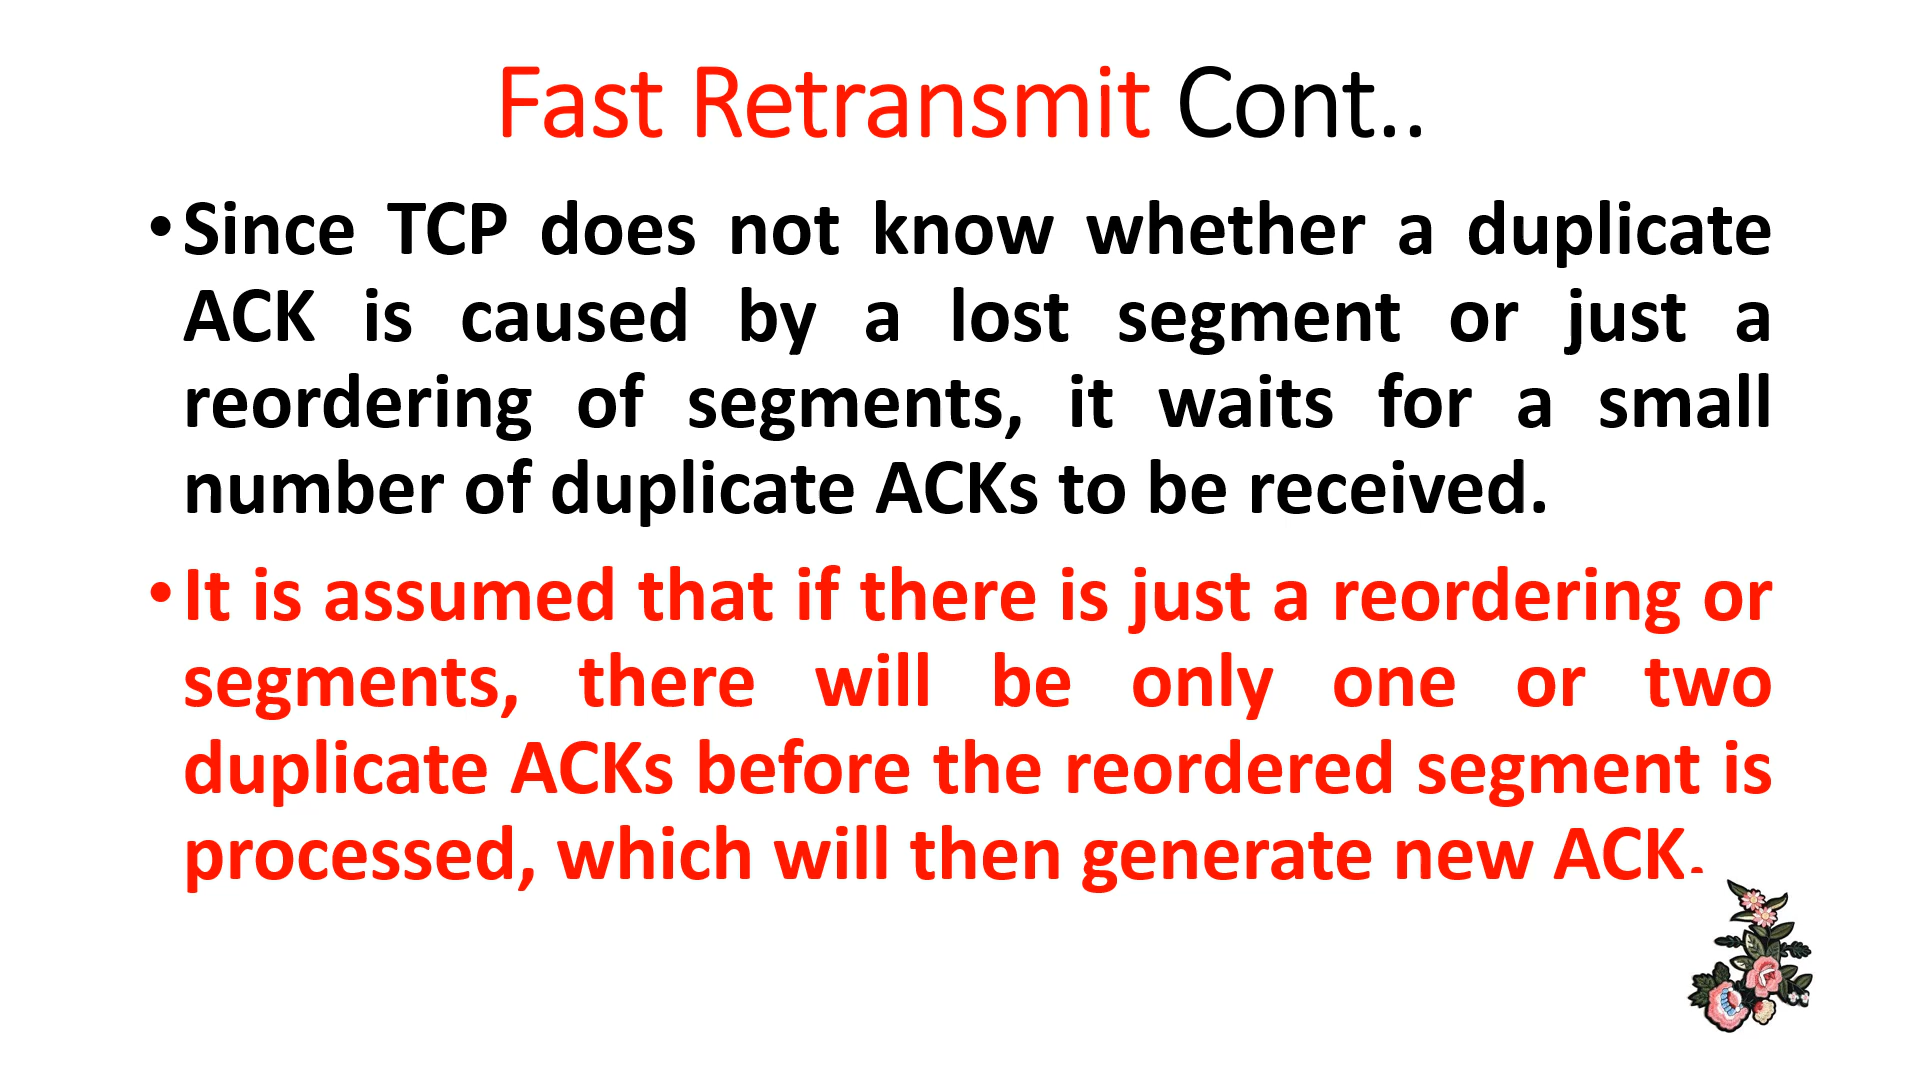 Fast Retransmit Cont..
•Since TCP does not know whether a duplicate
ACK is caused by a lost segment or just a
reordering of segments, it waits for a small
number of duplicate ACKs to be received.
•It is assumed that if there is just a reordering or
segments, there will be only one or two
duplicate ACKs before the reordered segment is
processed, which will then generate new ACK.